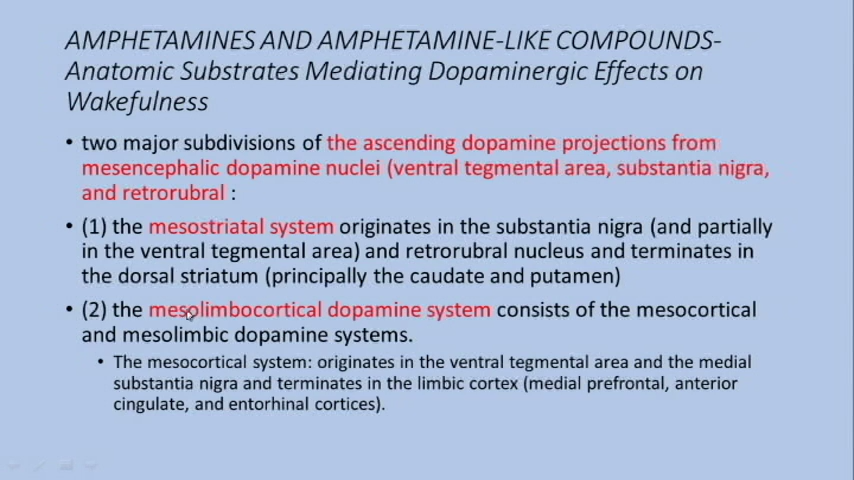 AMPHETAMINES AND AMPHETAMINE-LIKE COMPOUNDS-
Anatomic Substrates Mediating Dopaminergic Effects on
Wakefulness
• two major subdivisions of the ascending dopamine projections from
mesencephalic dopamine nuclei (ventral tegmental area, substantia nigra,
and retrorubral :
• (1) the mesostriatal system originates in the substantia nigra (and partially
in the ventral tegmental area) and retrorubral nucleus and terminates in
the dorsal striatum (principally the caudate and putamen)
• (2) the mesolimbocortical dopamine system consists of the mesocortical
and mesolimbic dopamine systems.
• The mesocortical system: originates in the ventral tegmental area and the medial
substantia nigra and terminates in the limbic cortex (medial prefrontal, anterior
cingulate, and entorhinal cortices).